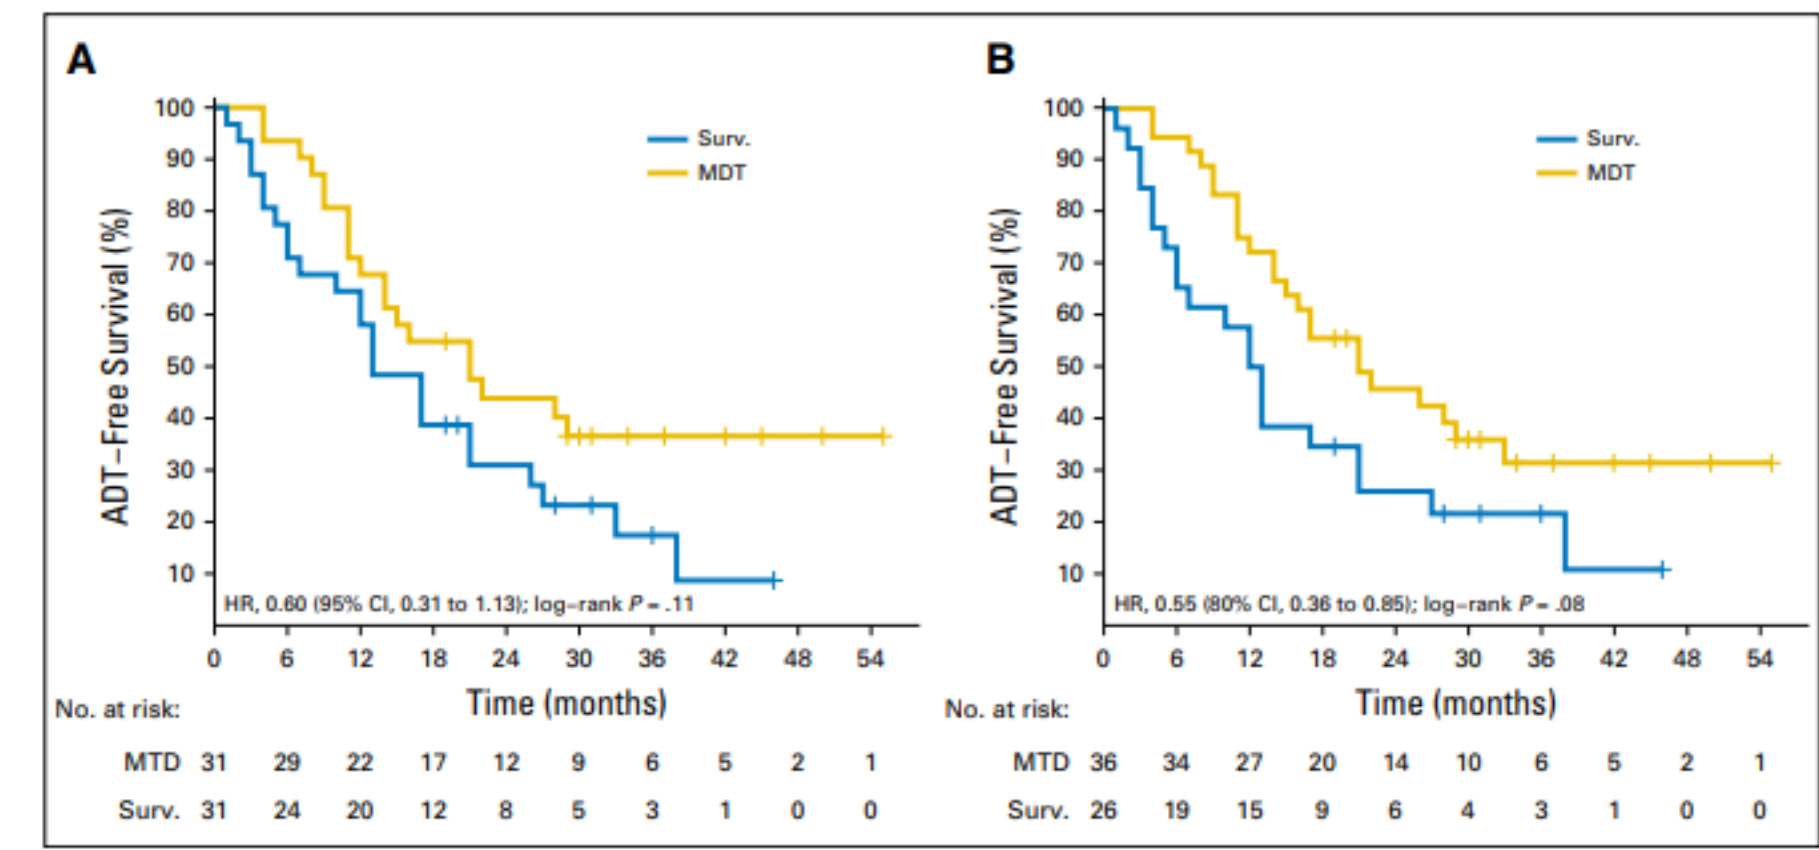 A
ADT–Free Survival (%)
100
90
80
70
60
50
40
30
20
10
Surv.
MDT
HR, 0.60 (95% CI, 0.31 to 1.13); log–rank P = .11
0 6 12 18 24 30 36 42 48 54
Time (months)
No. at risk:
MTD 31 29 22 17 12 9 6 5 2 1
Surv. 31 24 20 12 8 5 3 1 0 0
B
ADT–Free Survival (%)
100
90
80
70
60
50
40
30
20
10
Surv.
MDT
HR, 0.55 (80% CI, 0.36 to 0.85); log–rank P = .08
0 6 12 18 24 30 36 42 48 54
Time (months)
No. at risk:
MTD 36 34 27 20 14 10 6 5 2 1
Surv. 26 19 15 9 6 4 3 1 0 0